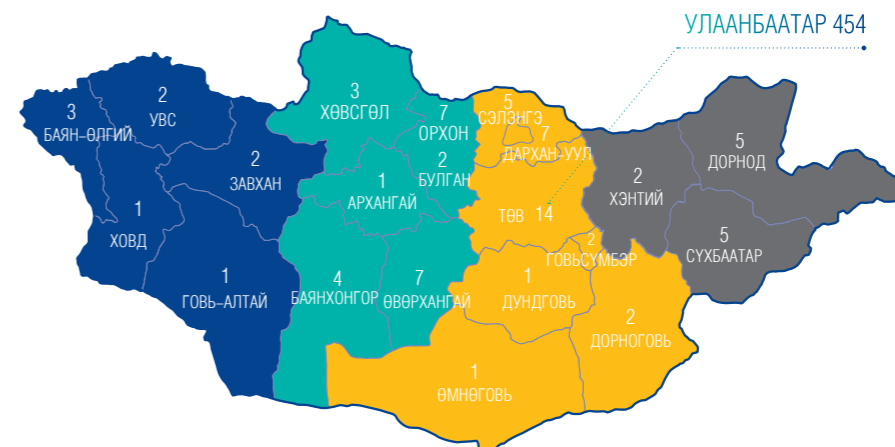 УЛААНБААТАР 454
3
БАЯН-ӨЛГИЙ
2
УВС
2
ЗАВХАН
1
ХОВД
1
ГОВЬ-АЛТАЙ
3
ХӨВСГӨЛ
7
ОРХОН
2
БУЛГАН
1
АРХАНГАЙ
4
БАЯНХОНГОР
7
ӨВӨРХАНГАЙ
5
СЭЛЭНГЭ
7
ДАРХАН-УУЛ
ТӨВ 14
2
ГОВЬСҮМБЭР
1
ДУНДГОВЬ
2
ДОРНОГОВЬ
1
ӨМНӨГОВЬ
2
ХЭНТИЙ
5
ДОРНОД
5
СҮХБААТАР